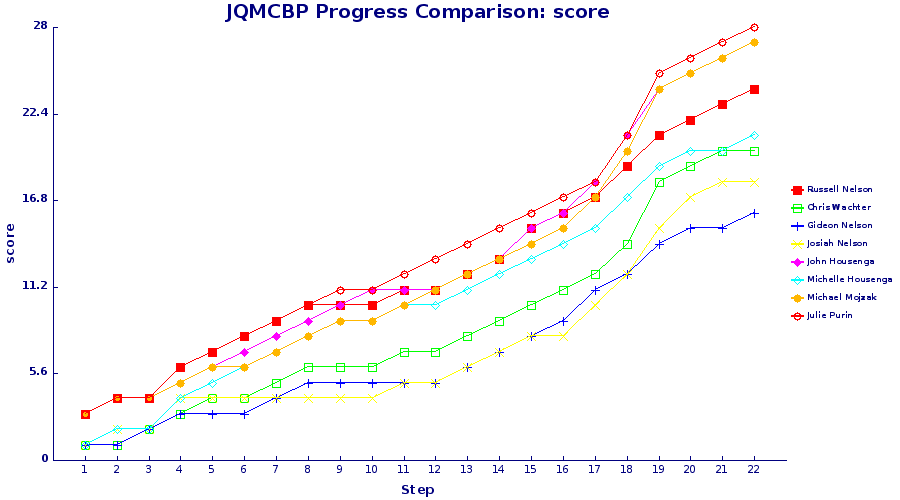 JQMCBP Progress Comparison: score
28
22.4
16.8
11.2
5.6
0
score
1 2 3 4 5 6 7 8 9 10 11 12 13 14 15 16 17 18 19 20 21 22
Step
Russell Nelson
Chris Wachter
Gideon Nelson
Josiah Nelson
John Housenga
Michelle Housenga
Michael Mojzak
Julie Purin